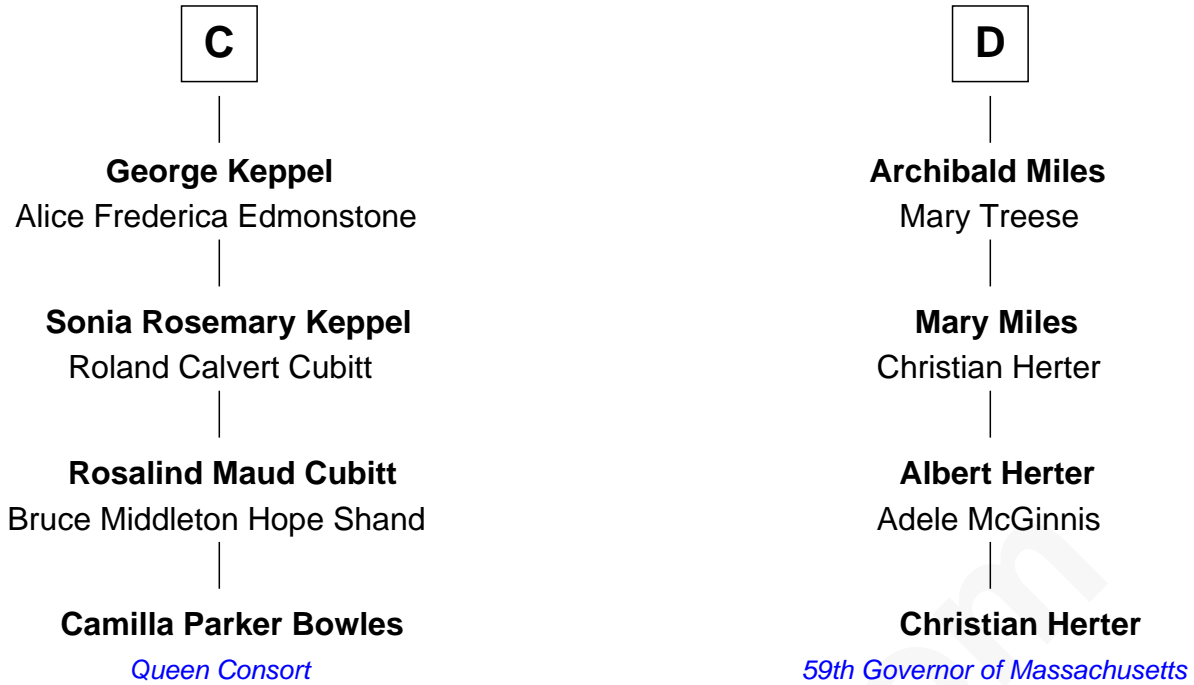 C
George Keppel
Alice Frederica Edmonstone
Sonia Rosemary Keppel
Roland Calvert Cubitt
Rosalind Maud Cubitt
Bruce Middleton Hope Shand
Camilla Parker Bowles
Queen Consort
D
Archibald Miles
Mary Treese
Mary Miles
Christian Herter
Albert Herter
Adele McGinnis
Christian Herter
59th Governor of Massachusetts